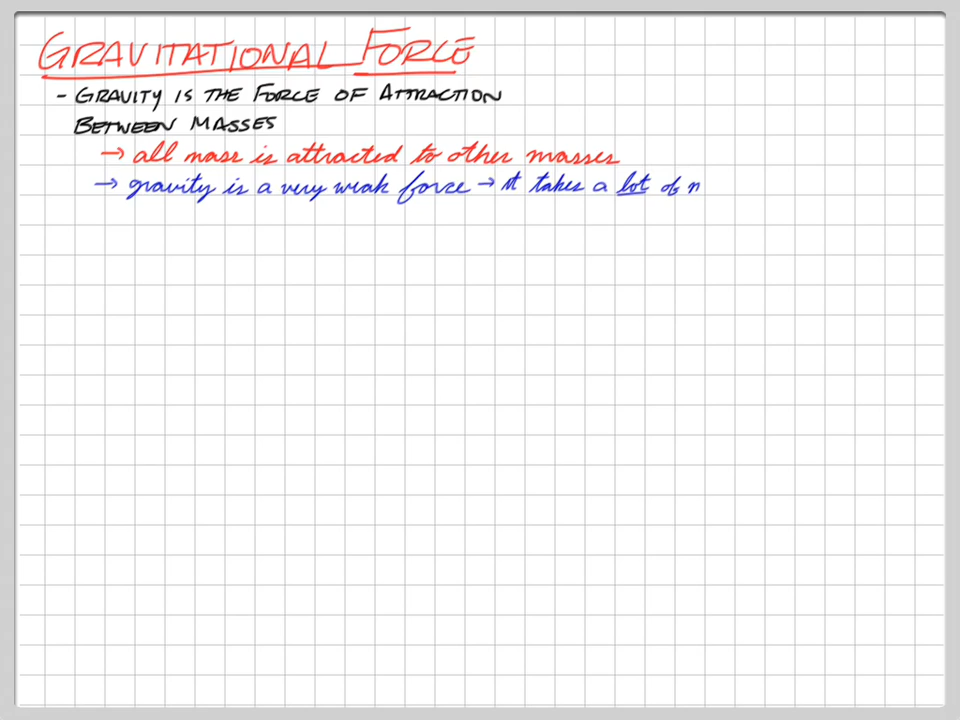 GRAVITATIONAL FORCE
- GRAVITY IS THE FORCE OF ATTRACTION
BETWEEN MASSES
→ all mass is attracted to other masses
→ gravity is a very weak force → it takes a lot of m